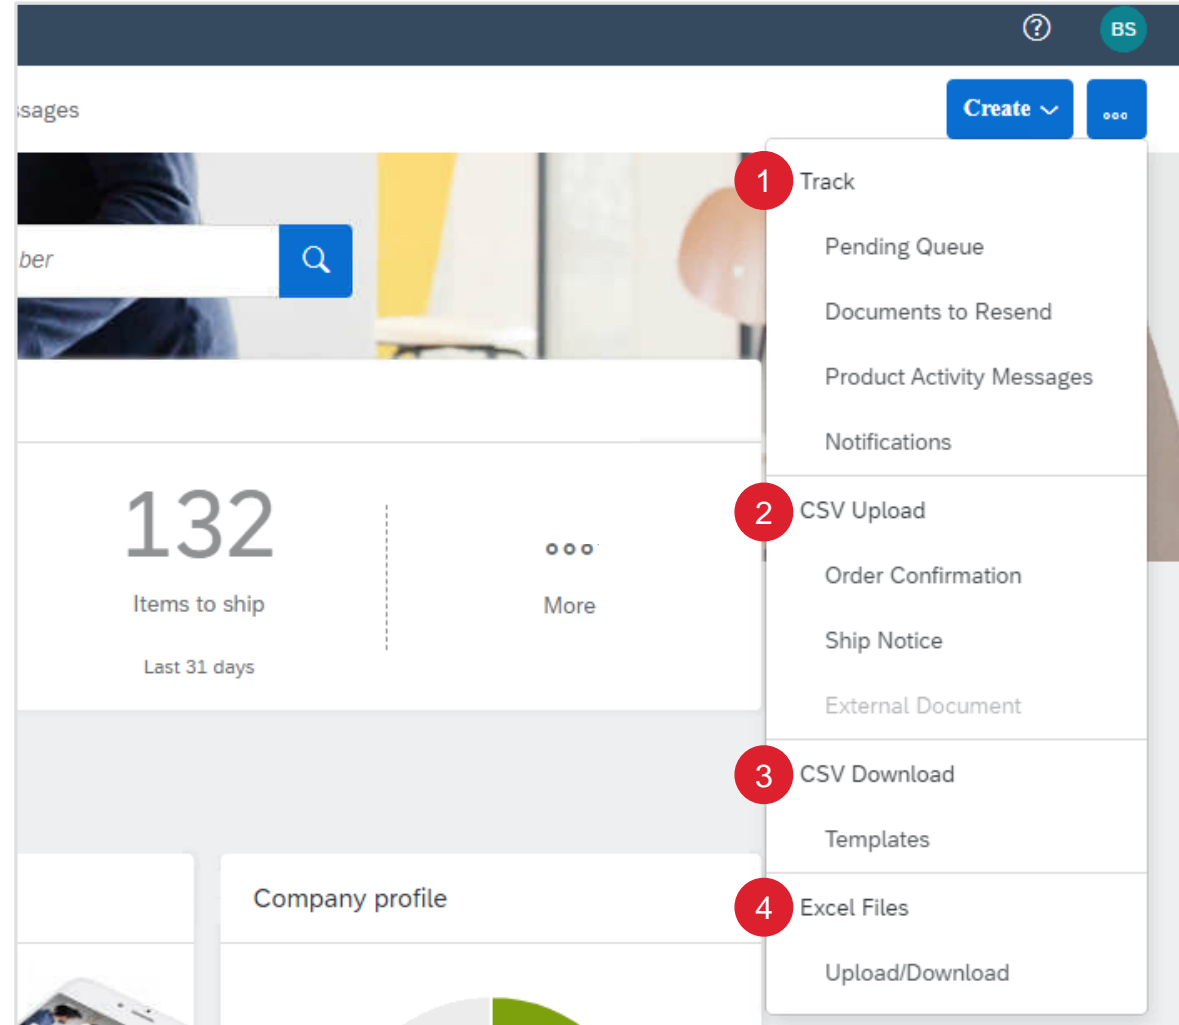 ?
BS
ssages
Create
1 Track
Pending Queue
ber
Documents to Resend
Product Activity Messages
Notifications
2 CSV Upload
132
Order Confirmation
Items to ship
More
Ship Notice
Last 31 days
External Document
3 CSV Download
Templates
Company profile
4 Excel Files
Upload/Download